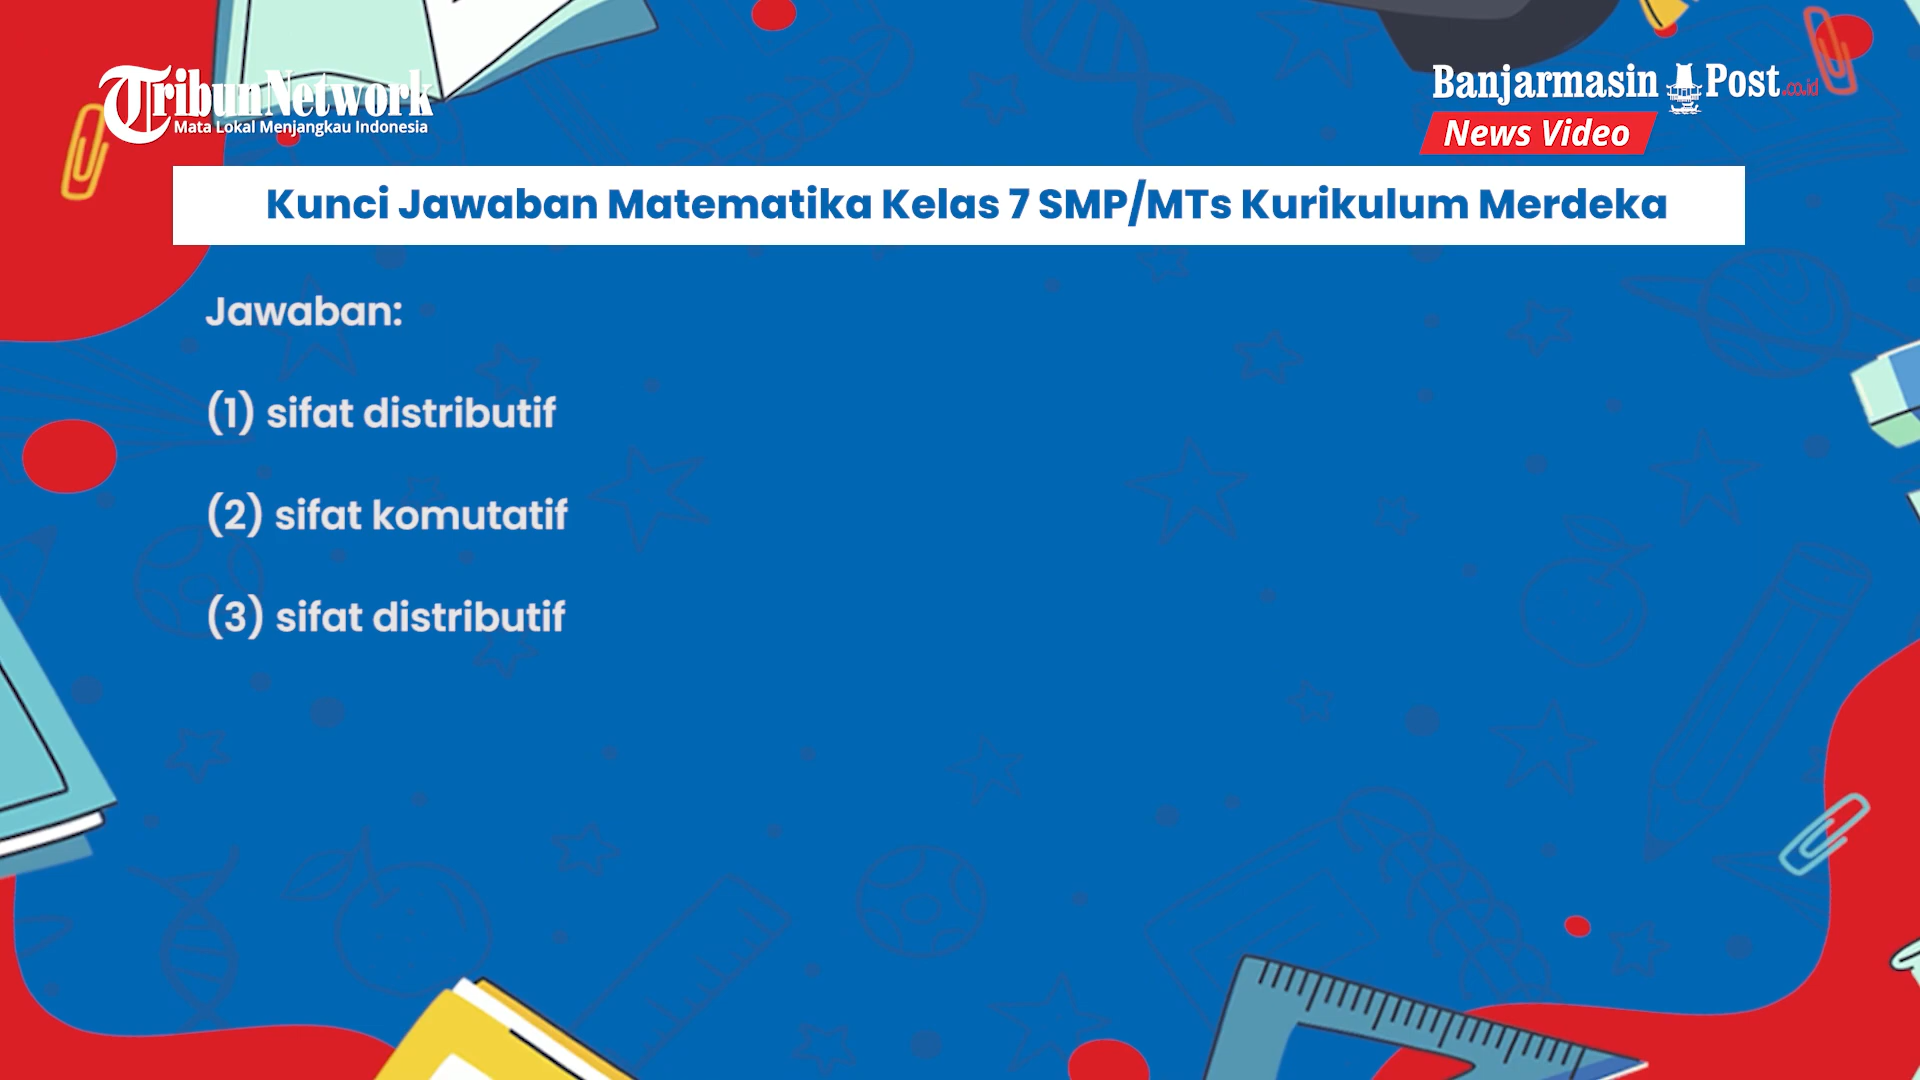 TribunNetwork
Mata Lokal Menjangkau Indonesia
Banjarmasin Post.co.id
News Video
Kunci Jawaban Matematika Kelas 7 SMP/MTs Kurikulum Merdeka
Jawaban:
(1) sifat distributif
(2) sifat komutatif
(3) sifat distributif